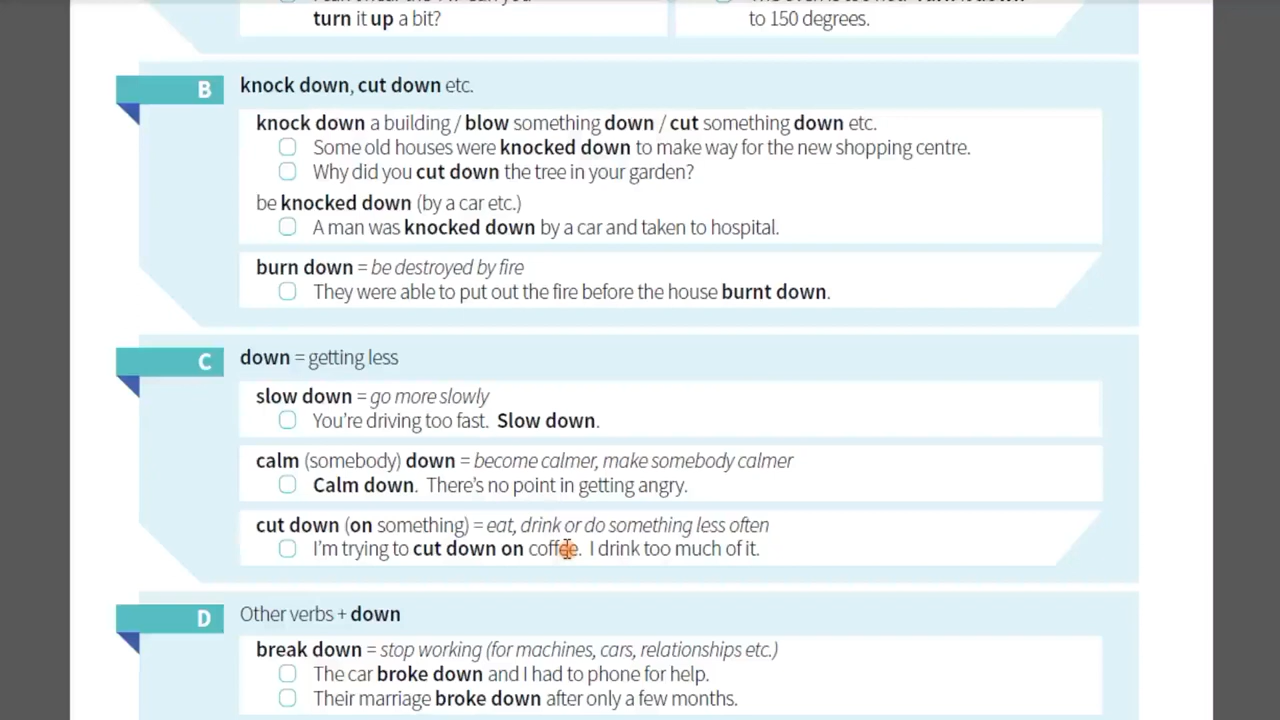 turn it up a bit?
to 150 degrees.
B
knock down, cut down etc.
knock down a building / blow something down / cut something down etc.
Some old houses were knocked down to make way for the new shopping centre.
Why did you cut down the tree in your garden?
be knocked down (by a car etc.)
A man was knocked down by a car and taken to hospital.
burn down = be destroyed by fire
They were able to put out the fire before the house burnt down.
C
down = getting less
slow down = go more slowly
You're driving too fast. Slow down.
calm (somebody) down = become calmer, make somebody calmer
Calm down. There's no point in getting angry.
cut down (on something) = eat, drink or do something less often
I'm trying to cut down on coffee. I drink too much of it.
D
Other verbs + down
break down = stop working (for machines, cars, relationships etc.)
The car broke down and I had to phone for help.
Their marriage broke down after only a few months.